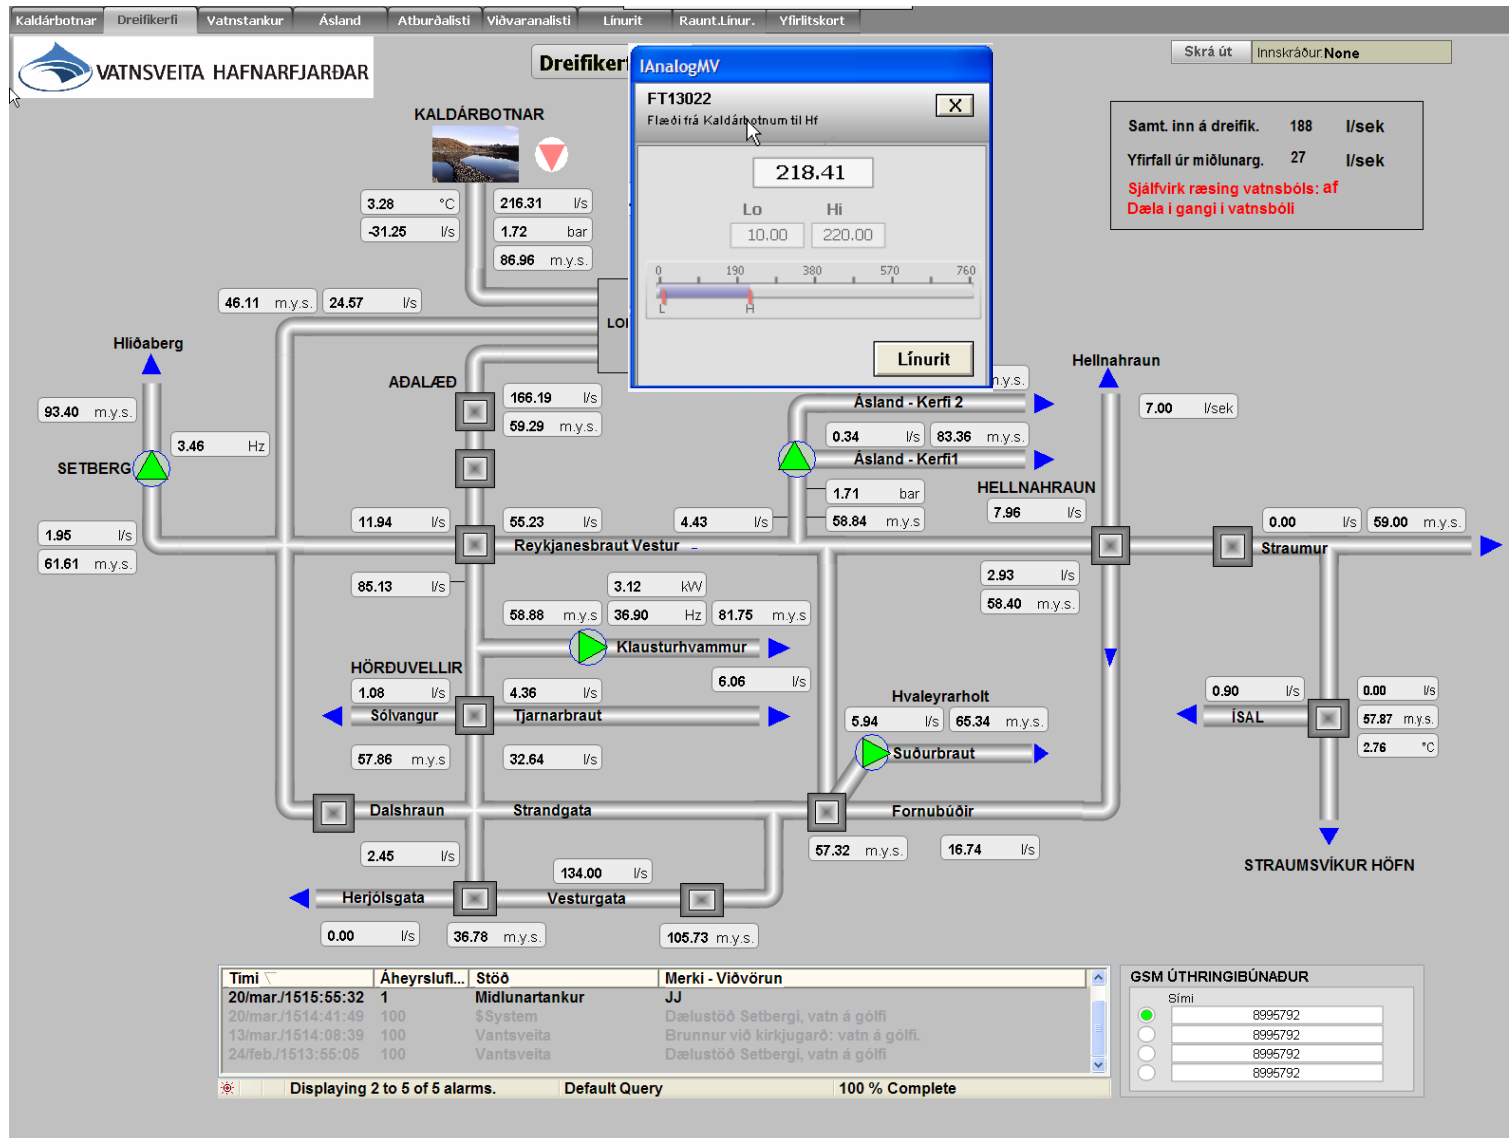 Kaldárbotnar Dreifikerfi Vatnstankur Ásland Atburðalisti Viðvaranalisti Línurit Raunt.Línur. Yfirlitskort
VATNSVEITA HAFNARFJARÐAR
Skrá út Innskráður: None
IAnalogMV
FT13022
X
Flæði frá Kaldárbotnum til Hf
218.41
Lo Hi
10.00 220.00
0 190 380 570 760
L H
Línurit
Samt. inn á dreifik. 188 l/sek
Yfirfall úr miðlunarg. 27 l/sek
Sjálfvirk ræsing vatnsbóls: af
Dæla í gangi í vatnsbóli
KALDÁRBOTNAR
3.28 °C 216.31 l/s
-31.25 l/s 1.72 bar
86.96 m.y.s.
46.11 m.y.s. 24.57 l/s
Hlíðaberg
93.40 m.y.s.
3.46 Hz
SETBERG
1.95 l/s
61.61 m.y.s.
AÐALÆÐ
166.19 l/s
59.29 m.y.s.
Ásland - Kerfi 2
0.34 l/s 83.36 m.y.s.
Ásland - Kerfi1
1.71 bar
58.84 m.y.s
Hellnahraun
7.00 l/sek
HELLNAHRAUN
7.96 l/s
11.94 l/s 55.23 l/s 4.43 l/s
Reykjanesbraut Vestur
0.00 l/s 59.00 m.y.s.
Straumur
2.93 l/s
58.40 m.y.s.
85.13 l/s
3.12 kW
58.88 m.y.s 36.90 Hz 81.75 m.y.s
Klausturhvammur
6.06 l/s
HÖRÐUVELLIR
1.08 l/s 4.36 l/s
Sólvangur Tjarnarbraut
57.86 m.y.s 32.64 l/s
Hvaleyrarholt
5.94 l/s 65.34 m.y.s.
Suðurbraut
0.90 l/s 0.00 l/s
ÍSAL 57.87 m.y.s.
2.76 °C
Dalshraun Strandgata Fornubúðir
57.32 m.y.s. 16.74 l/s
2.45 l/s
134.00 l/s
STRAUMSVÍKUR HÖFN
Herjólsgata Vesturgata
0.00 l/s 36.78 m.y.s. 105.73 m.y.s.
Tími Áheyrslufl... Stöð Merki - Viðvörun
20/mar./1515:55:32 1 Midlunartankur JJ
20/mar./1514:41:49 100 $System Dælustöð Setbergi, vatn á gólfi
13/mar./1514:08:39 100 Vantsveita Brunnur við kirkjugarð: vatn á gólfi.
24/feb./1513:55:05 100 Vantsveita Dælustöð Setbergi, vatn á gólfi
Displaying 2 to 5 of 5 alarms. Default Query 100 % Complete
GSM ÚTHRINGIBÚNAÐUR
Sími
8995792
8995792
8995792
8995792